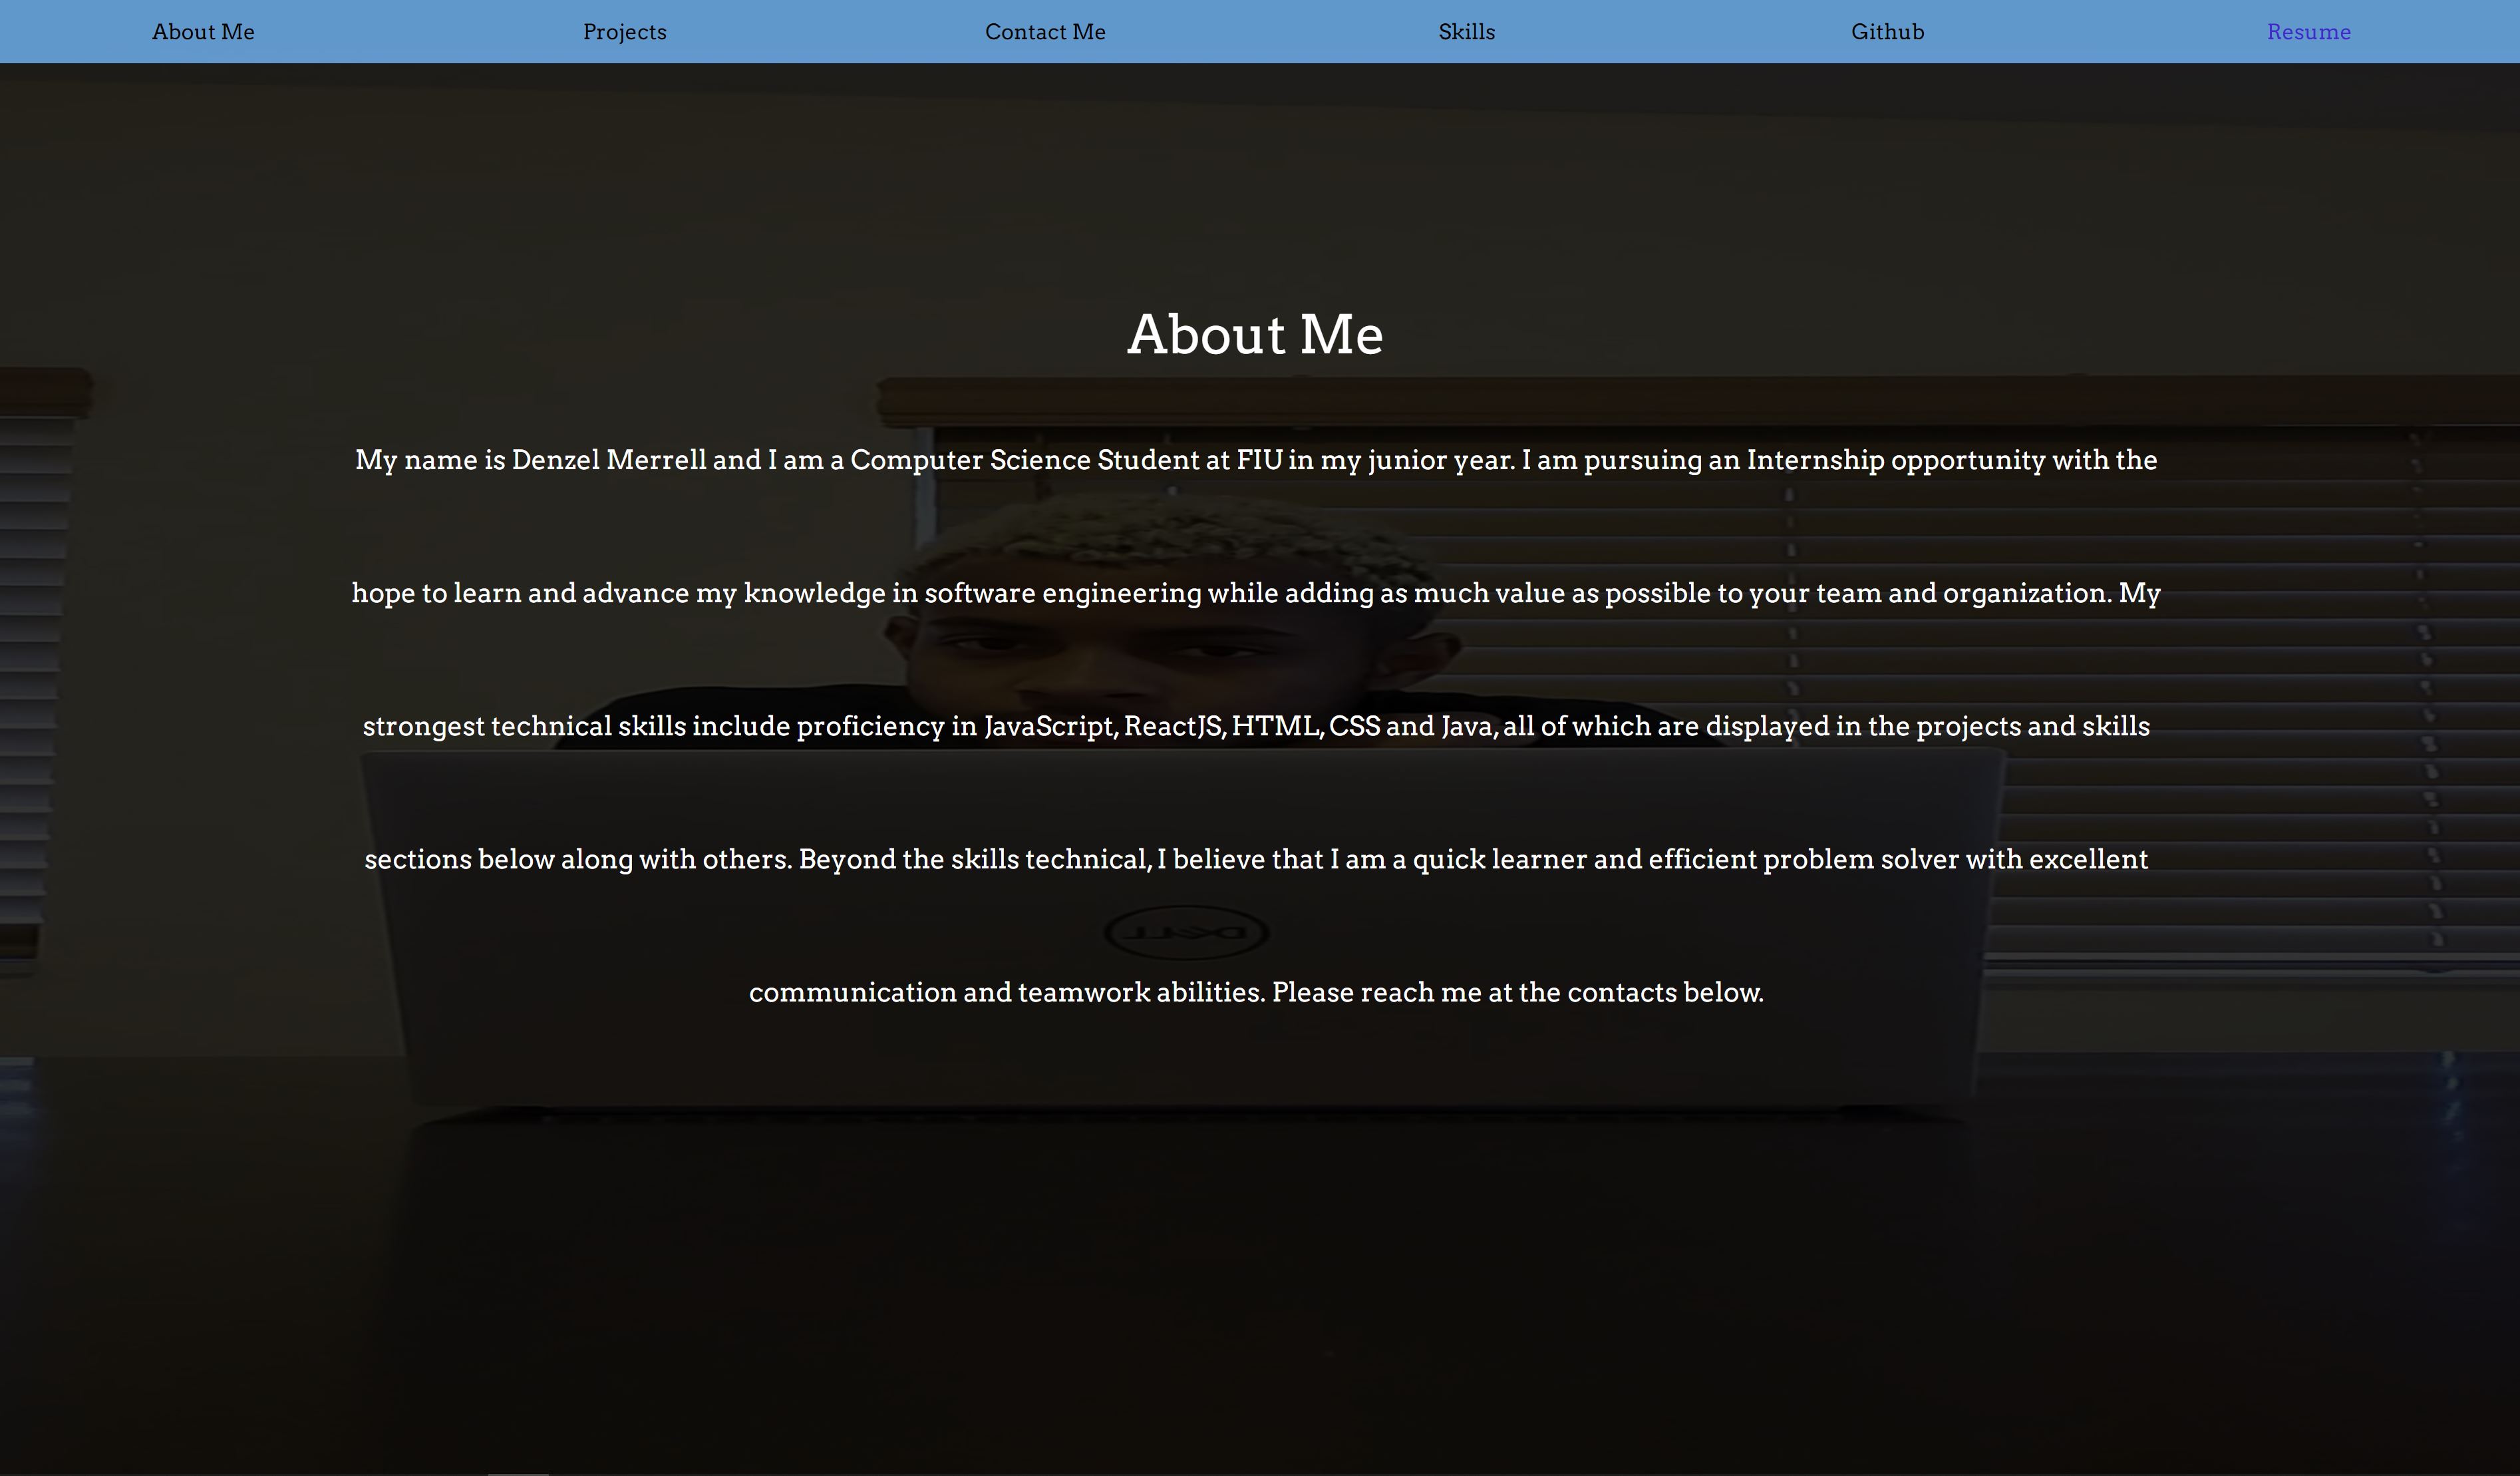 About Me Projects Contact Me Skills Github Resume
About Me
My name is Denzel Merrell and I am a Computer Science Student at FIU in my junior year. I am pursuing an Internship opportunity with the
hope to learn and advance my knowledge in software engineering while adding as much value as possible to your team and organization. My
strongest technical skills include proficiency in JavaScript, ReactJS, HTML, CSS and Java, all of which are displayed in the projects and skills
sections below along with others. Beyond the skills technical, I believe that I am a quick learner and efficient problem solver with excellent
DELL
communication and teamwork abilities. Please reach me at the contacts below.